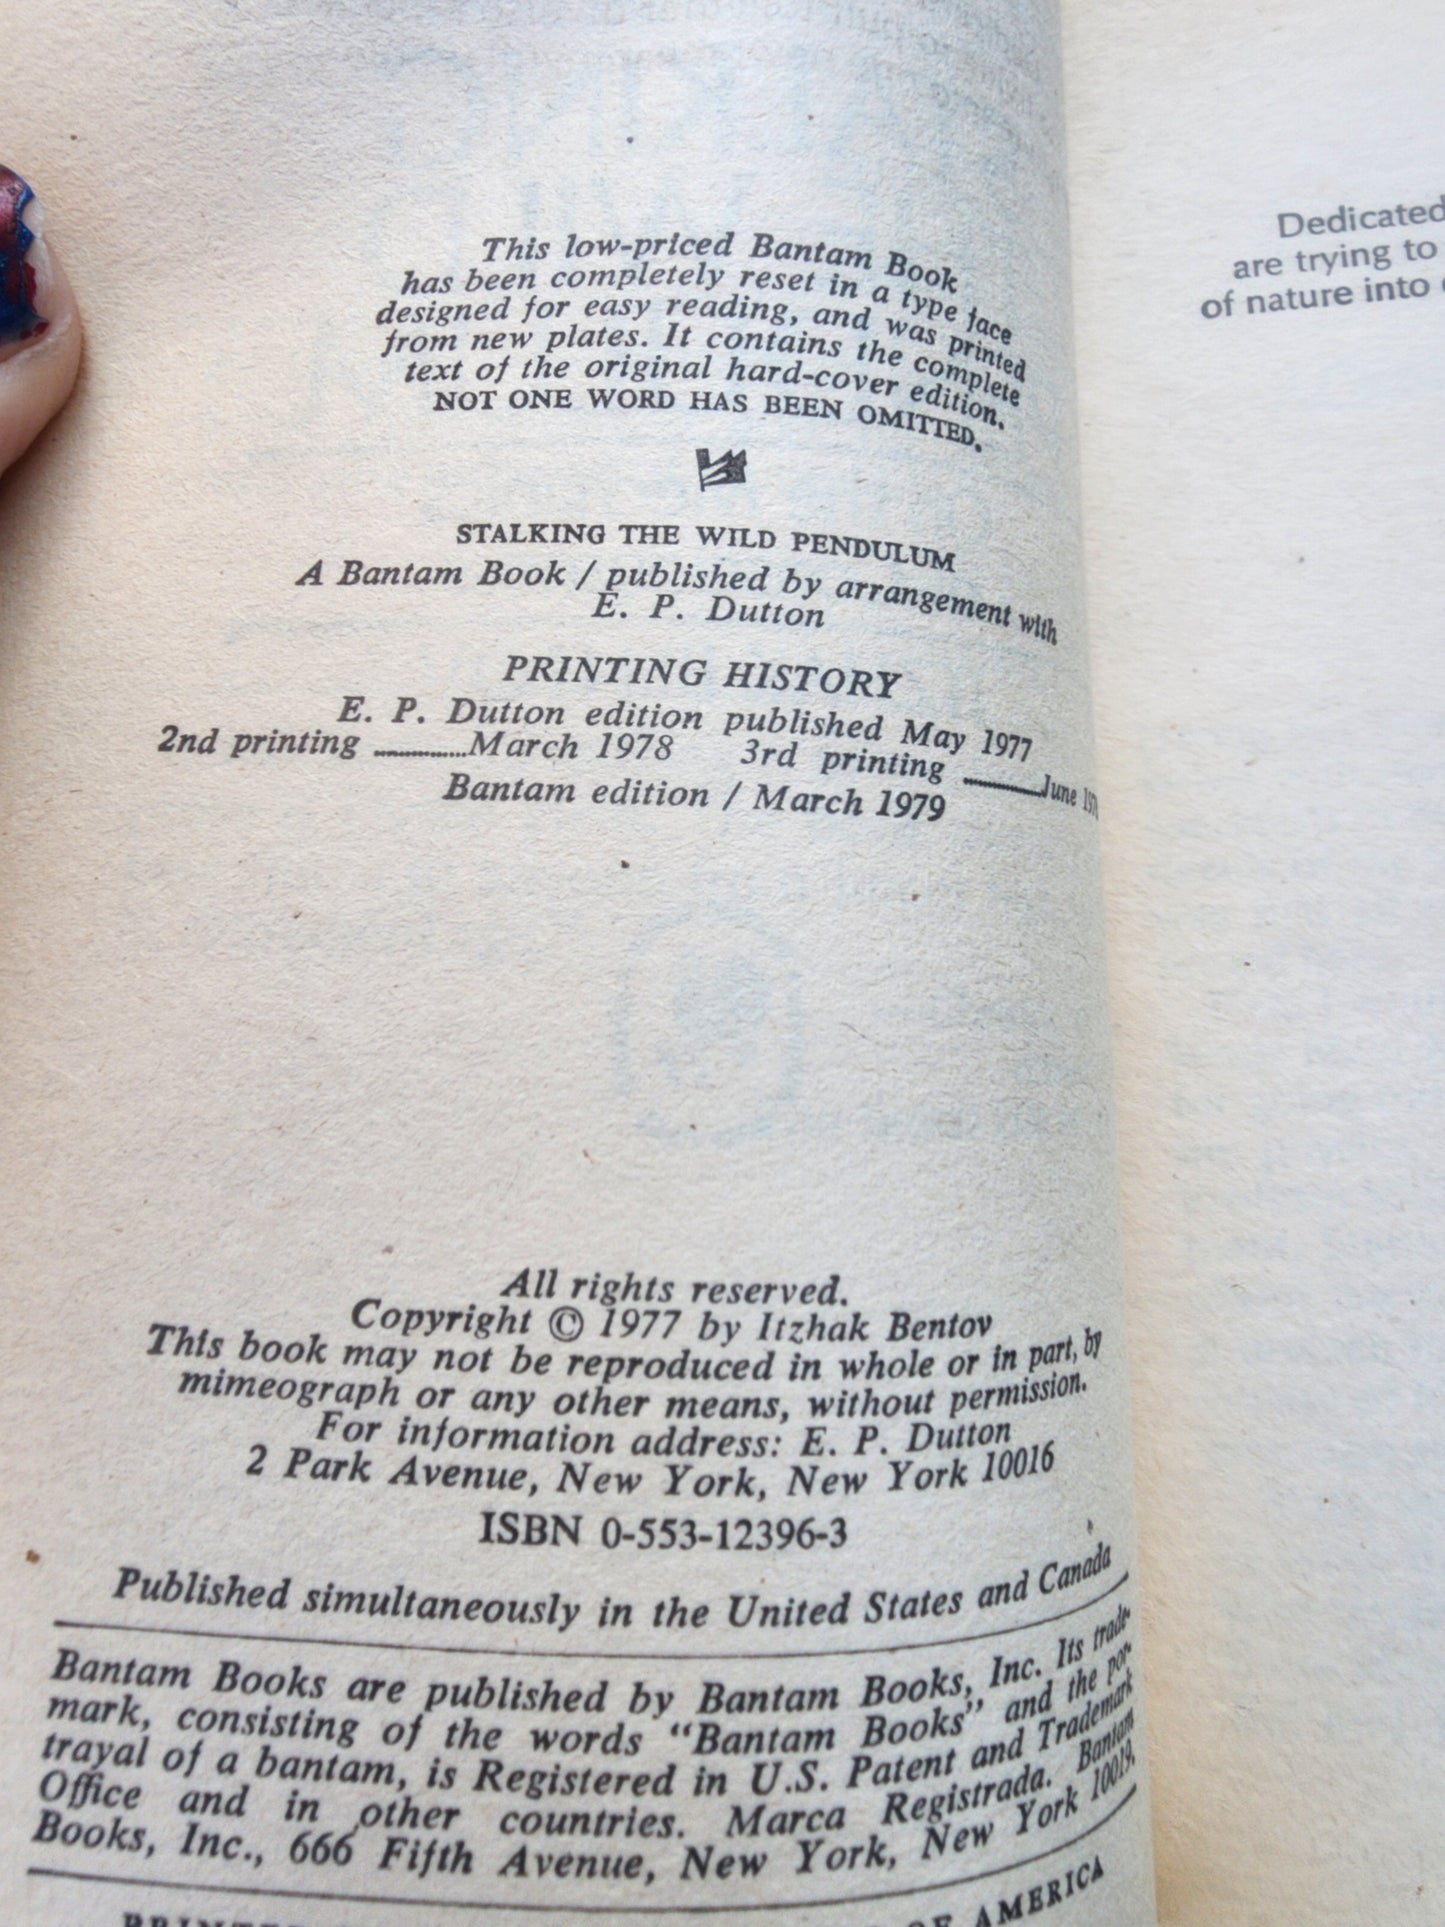 This low-priced Bantam Book
has been completely reset in a type face
designed for easy reading, and was printed
from new plates. It contains the complete
text of the original hard-cover edition.
NOT ONE WORD HAS BEEN OMITTED.
STALKING THE WILD PENDULUM
A Bantam Book / published by arrangement with
E. P. Dutton
PRINTING HISTORY
E. P. Dutton edition published May 1977
2nd printing ............March 1978 3rd printing ............June
Bantam edition / March 1979
All rights reserved.
Copyright © 1977 by Itzhak Bentov
This book may not be reproduced in whole or in part, by
mimeograph or any other means, without permission.
For information address: E. P. Dutton
2 Park Avenue, New York, New York 10016
ISBN 0-553-12396-3
Published simultaneously in the United States and Canada
Bantam Books are published by Bantam Books, Inc. Its trade-
mark, consisting of the words "Bantam Books" and the por-
trayal of a bantam, is Registered in U.S. Patent and Trademark
Office and in other countries. Marca Registrada. Bantam
Books, Inc., 666 Fifth Avenue, New York, New York 10019.
OF AMERICA
Dedicated
are trying to
of nature into